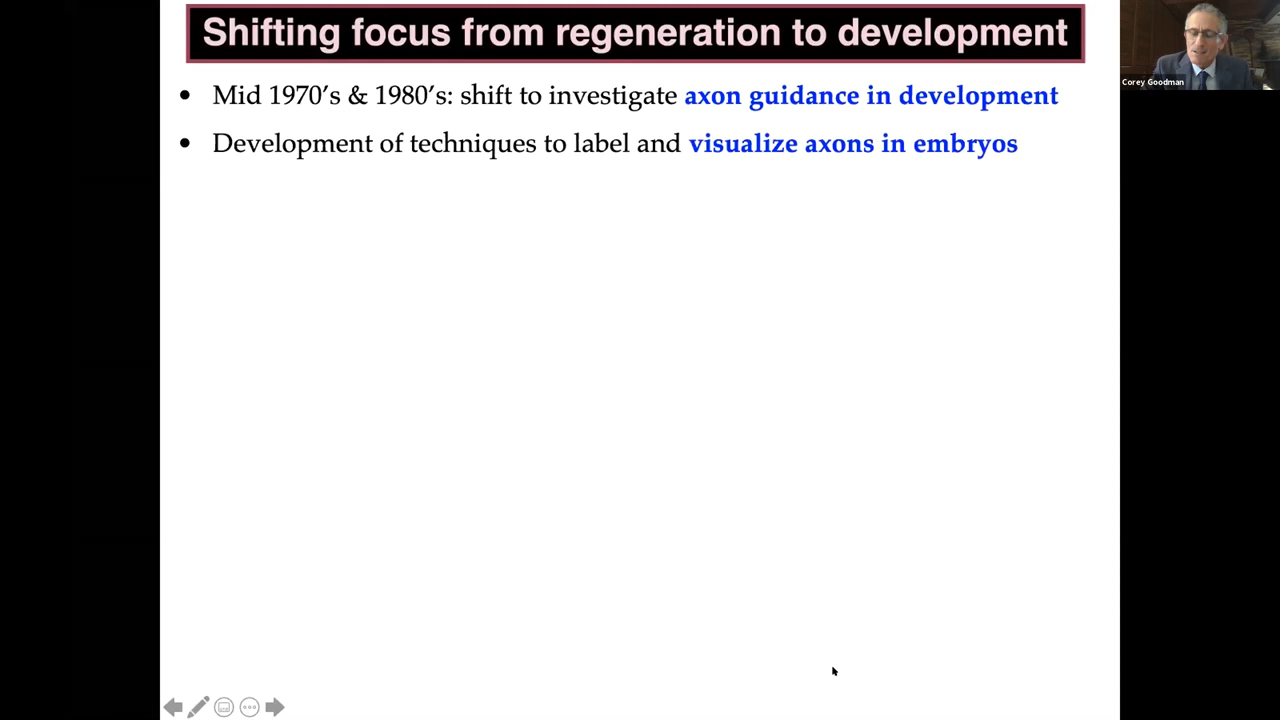 Shifting focus from regeneration to development
• Mid 1970's & 1980's: shift to investigate axon guidance in development
• Development of techniques to label and visualize axons in embryos
Corey Goodman